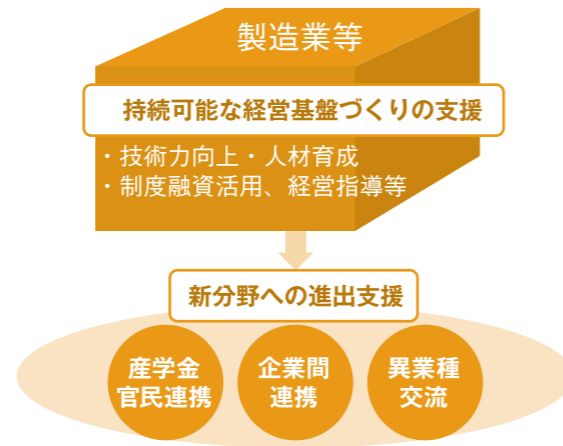 製造業等
持続可能な経営基盤づくりの支援
・技術力向上・人材育成
・制度融資活用、経営指導等
新分野への進出支援
産学金
官民連携
企業間
連携
異業種
交流